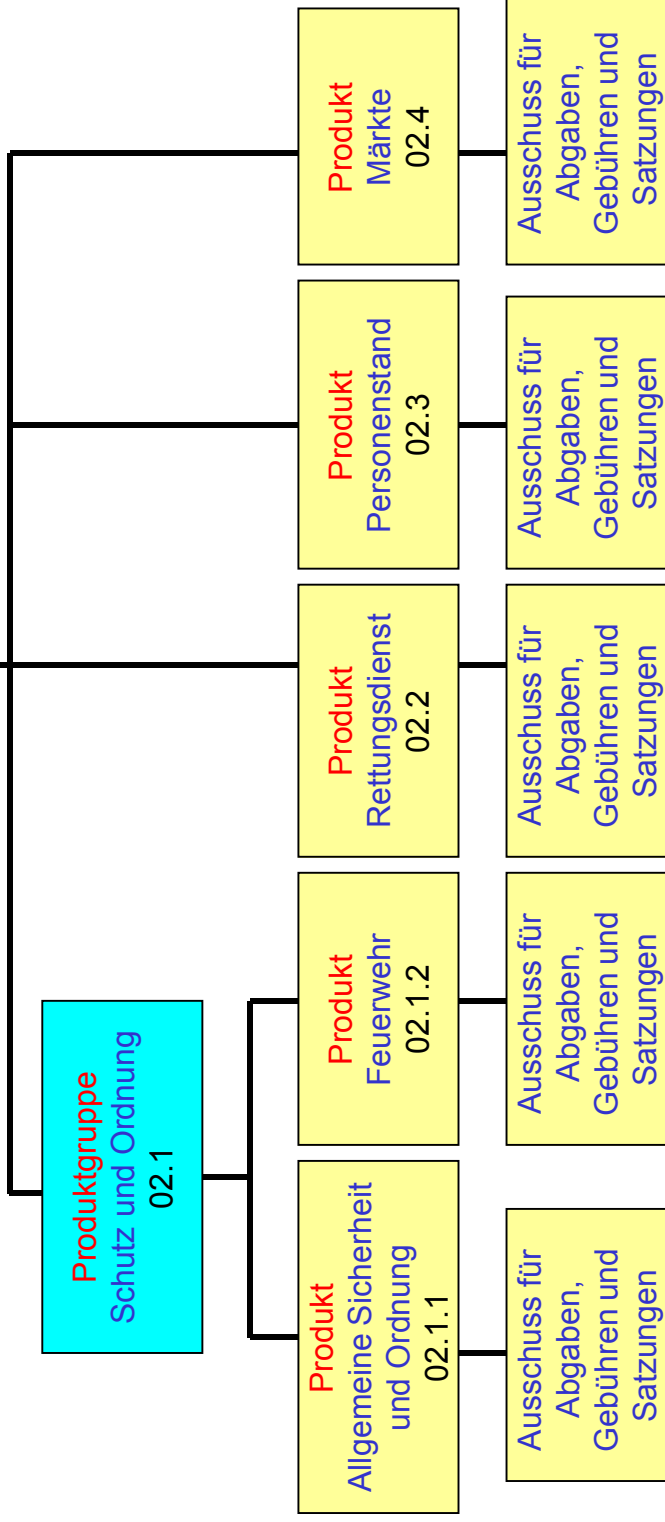 Produktgruppe
Schutz und Ordnung
02.1
Produkt
Allgemeine Sicherheit
und Ordnung
02.1.1
Produkt
Feuerwehr
02.1.2
Produkt
Rettungsdienst
02.2
Produkt
Personenstand
02.3
Produkt
Märkte
02.4
Ausschuss für
Abgaben,
Gebühren und
Satzungen
Ausschuss für
Abgaben,
Gebühren und
Satzungen
Ausschuss für
Abgaben,
Gebühren und
Satzungen
Ausschuss für
Abgaben,
Gebühren und
Satzungen
Ausschuss für
Abgaben,
Gebühren und
Satzungen